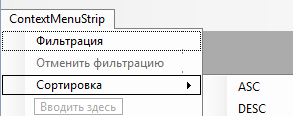 ContextMenuStrip
Фильтрация
Отменить фильтрацию
Сортировка
ASC
Вводить здесь
DESC